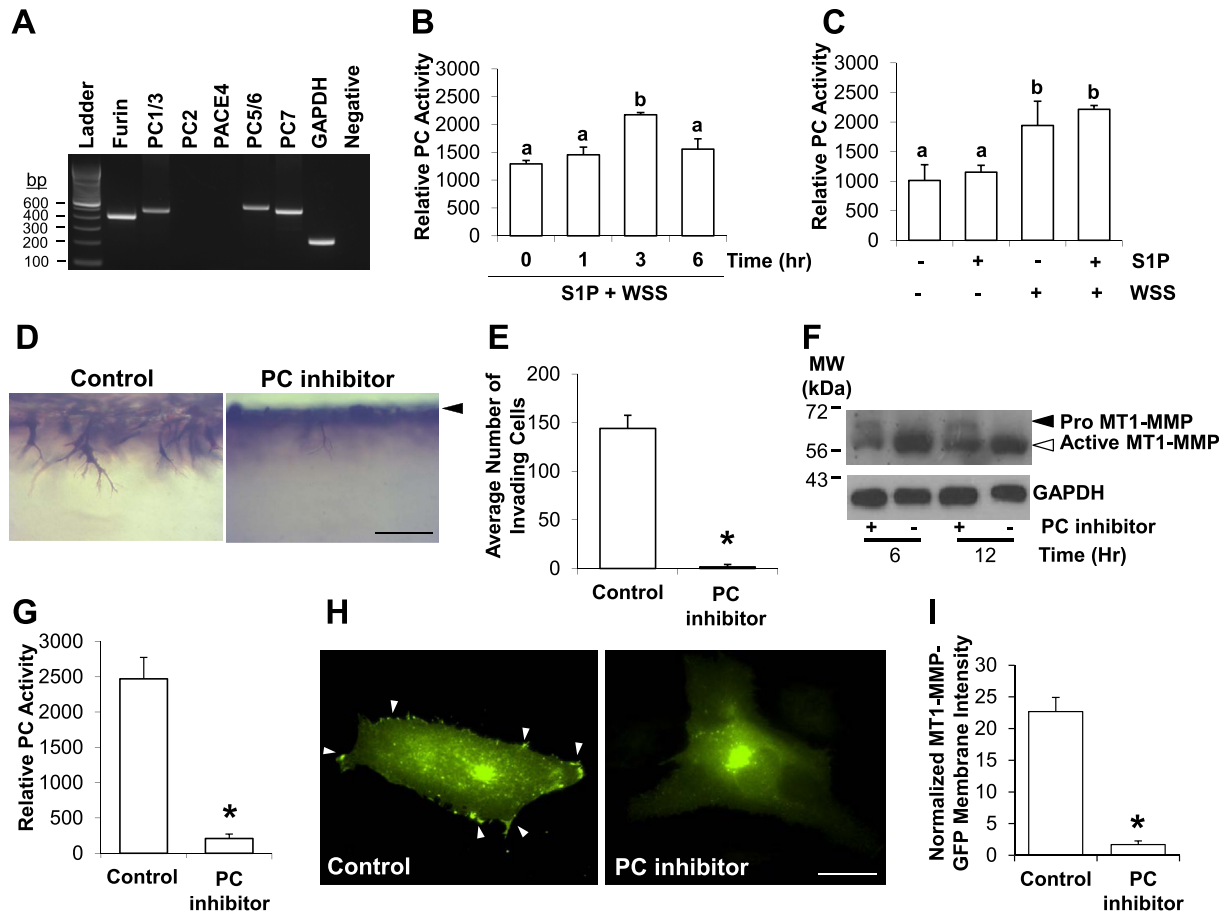 A
Ladder
Furin
PC1/3
PC2
PACE4
PC5/6
PC7
GAPDH
Negative
bp
600
400
300
200
100
B
Relative PC Activity
3000
2500
2000
1500
1000
500
0
a
a
b
a
0 1 3 6 Time (hr)
S1P + WSS
C
Relative PC Activity
3000
2500
2000
1500
1000
500
0
a
a
b
b
- + - + S1P
- - + + WSS
D
Control
PC inhibitor
E
Average Number of
Invading Cells
200
150
100
50
0
*
Control
PC
inhibitor
F
MW
(kDa)
72
56
43
Pro MT1-MMP
Active MT1-MMP
GAPDH
+ - + - PC inhibitor
6 12 Time (Hr)
G
Relative PC Activity
3000
2500
2000
1500
1000
500
0
*
Control
PC
inhibitor
H
Control
PC inhibitor
I
Normalized MT1-MMP-
GFP Membrane Intensity
30
25
20
15
10
5
0
*
Control
PC
inhibitor